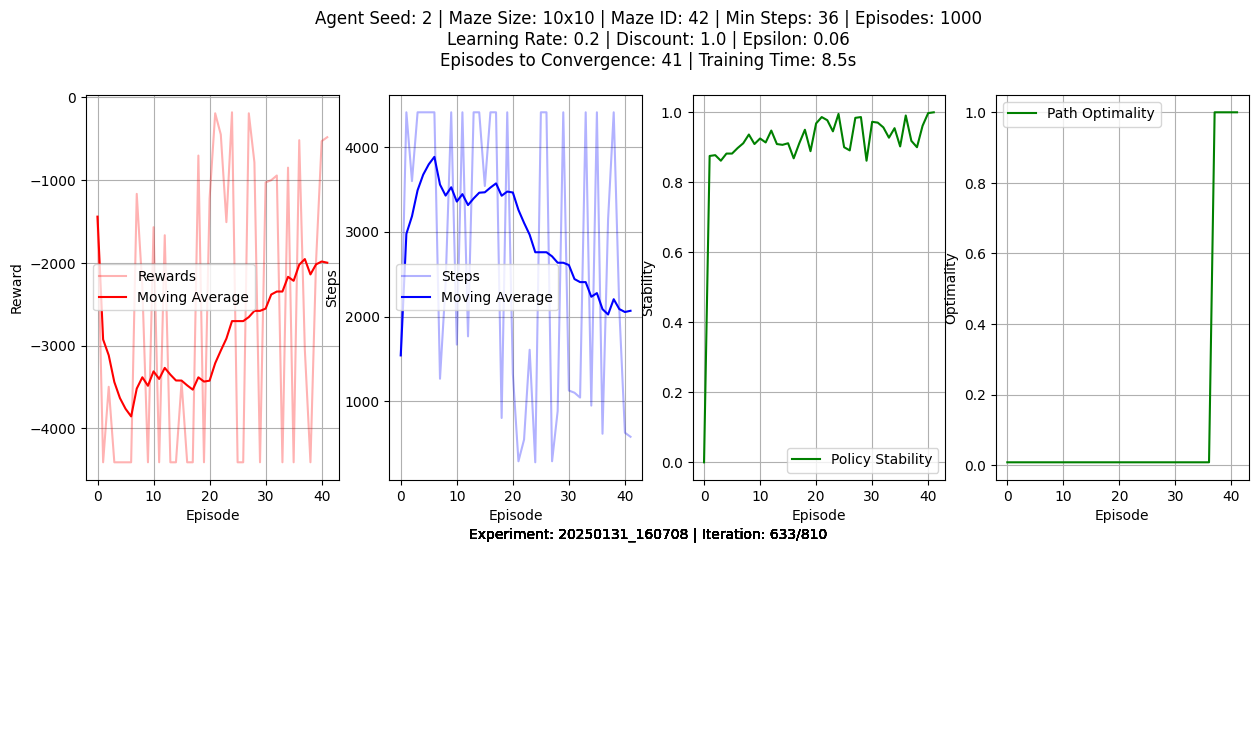 Agent Seed: 2 | Maze Size: 10x10 | Maze ID: 42 | Min Steps: 36 | Episodes: 1000
Learning Rate: 0.2 | Discount: 1.0 | Epsilon: 0.06
Episodes to Convergence: 41 | Training Time: 8.5s
Reward
0
−1000
−2000
−3000
−4000
Rewards
Moving Average
0 10 20 30 40
Episode
Steps
4000
3000
2000
1000
Steps
Moving Average
0 10 20 30 40
Episode
Stability
1.0
0.8
0.6
0.4
0.2
0.0
Policy Stability
0 10 20 30 40
Episode
Optimality
1.0
0.8
0.6
0.4
0.2
0.0
Path Optimality
0 10 20 30 40
Episode
Experiment: 20250131_160708 | Iteration: 633/810